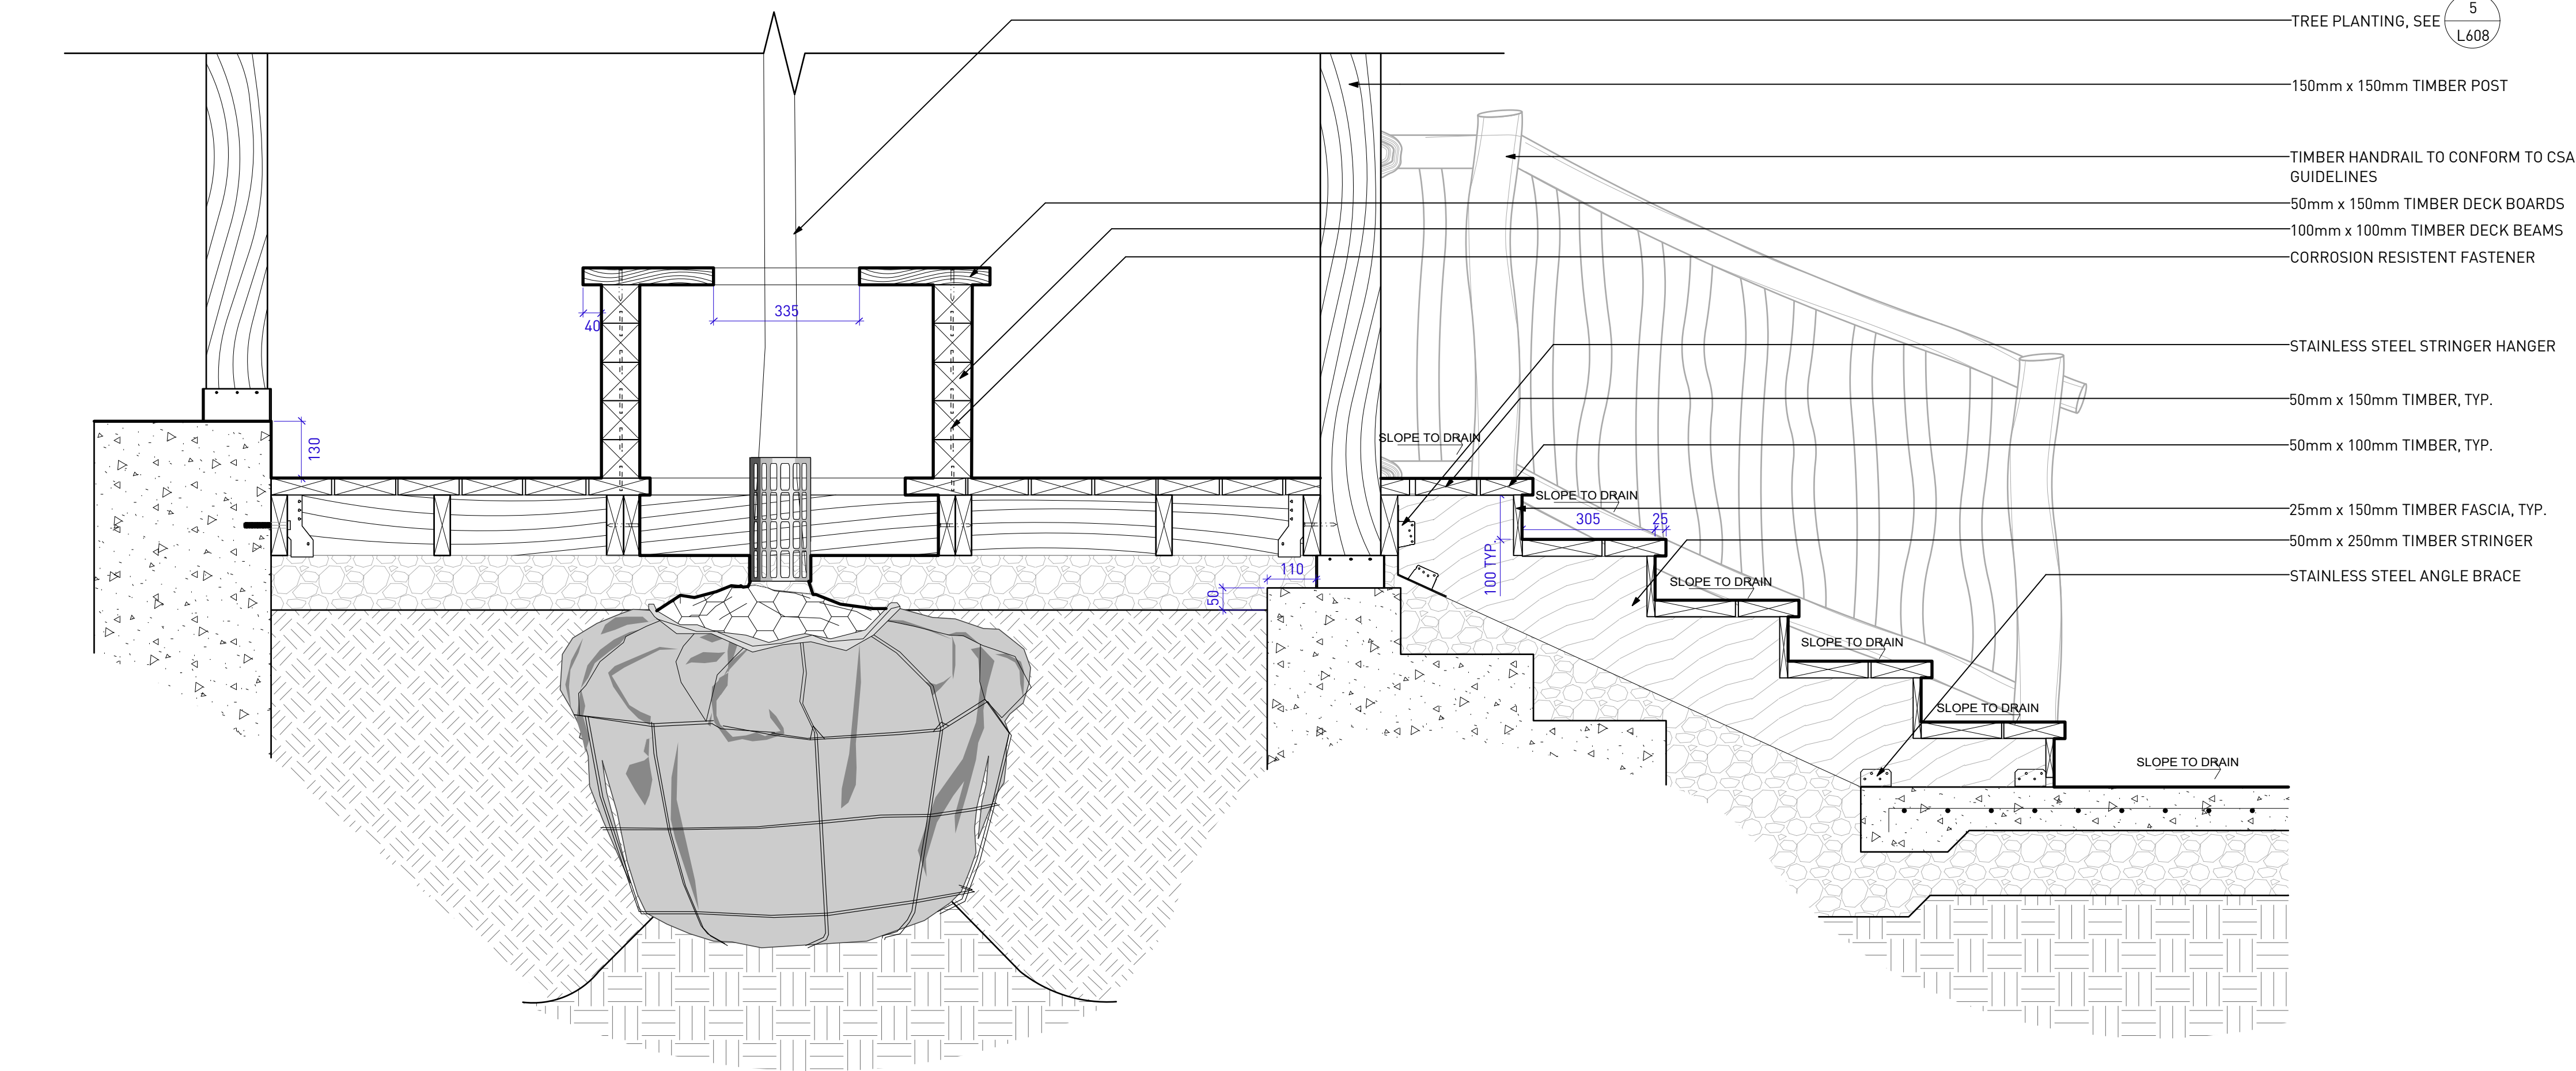 5
TREE PLANTING, SEE
L608
150mm x 150mm TIMBER POST
TIMBER HANDRAIL TO CONFORM TO CSA
GUIDELINES
50mm x 150mm TIMBER DECK BOARDS
100mm x 100mm TIMBER DECK BEAMS
CORROSION RESISTENT FASTENER
335
40
STAINLESS STEEL STRINGER HANGER
50mm x 150mm TIMBER, TYP.
130
SLOPE TO DRAIN
50mm x 100mm TIMBER, TYP.
SLOPE TO DRAIN
305
25
25mm x 150mm TIMBER FASCIA, TYP.
50mm x 250mm TIMBER STRINGER
110
50
100 TYP.
SLOPE TO DRAIN
STAINLESS STEEL ANGLE BRACE
SLOPE TO DRAIN
SLOPE TO DRAIN
SLOPE TO DRAIN